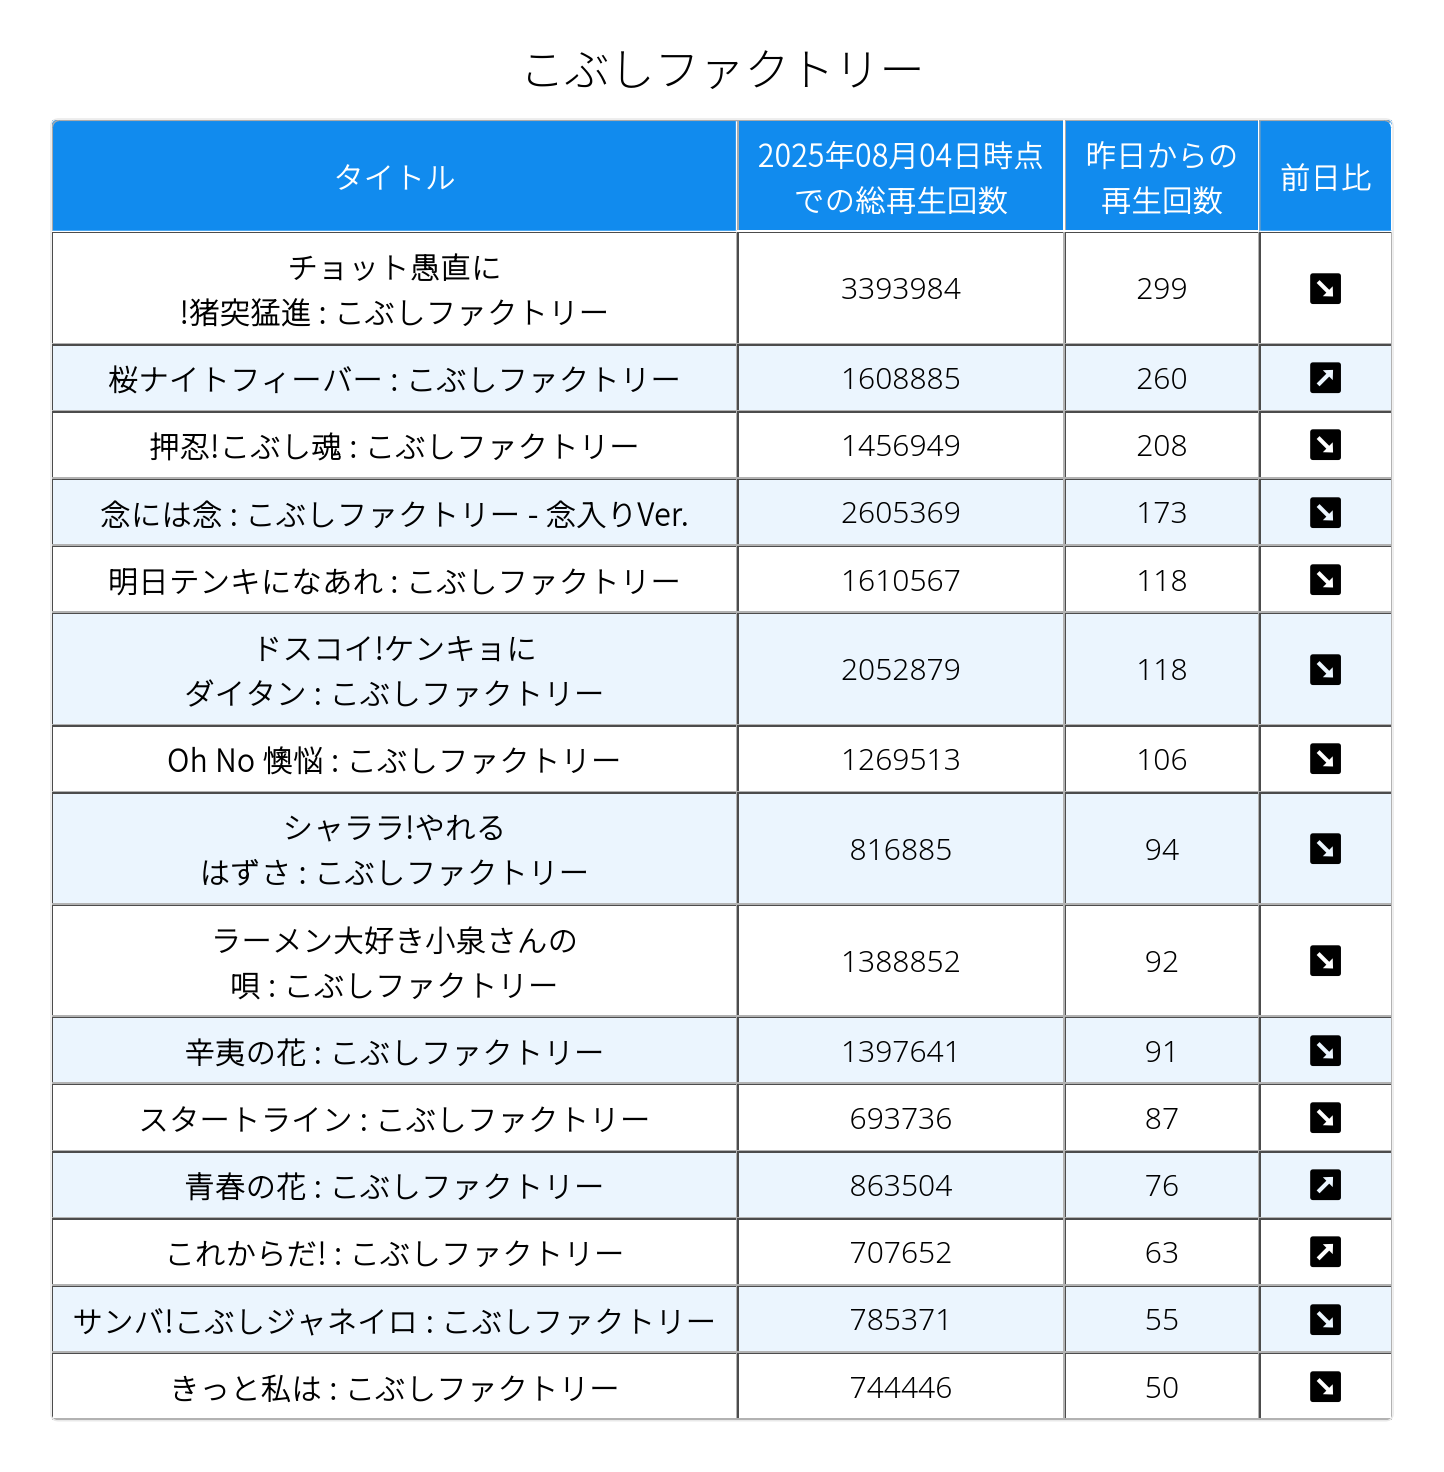 こぶしファクトリー
タイトル
2025年08月04日時点
での総再生回数
昨日からの
再生回数
前日比
チョット愚直に
!猪突猛進 : こぶしファクトリー
3393984
299
桜ナイトフィーバー : こぶしファクトリー
1608885
260
押忍!こぶし魂 : こぶしファクトリー
1456949
208
念には念 : こぶしファクトリー - 念入りVer.
2605369
173
明日テンキになあれ : こぶしファクトリー
1610567
118
ドスコイ!ケンキョに
ダイタン : こぶしファクトリー
2052879
118
Oh No 懊悩 : こぶしファクトリー
1269513
106
シャララ!やれる
はずさ : こぶしファクトリー
816885
94
ラーメン大好き小泉さんの
唄 : こぶしファクトリー
1388852
92
辛夷の花 : こぶしファクトリー
1397641
91
スタートライン : こぶしファクトリー
693736
87
青春の花 : こぶしファクトリー
863504
76
これからだ! : こぶしファクトリー
707652
63
サンバ!こぶしジャネイロ : こぶしファクトリー
785371
55
きっと私は : こぶしファクトリー
744446
50